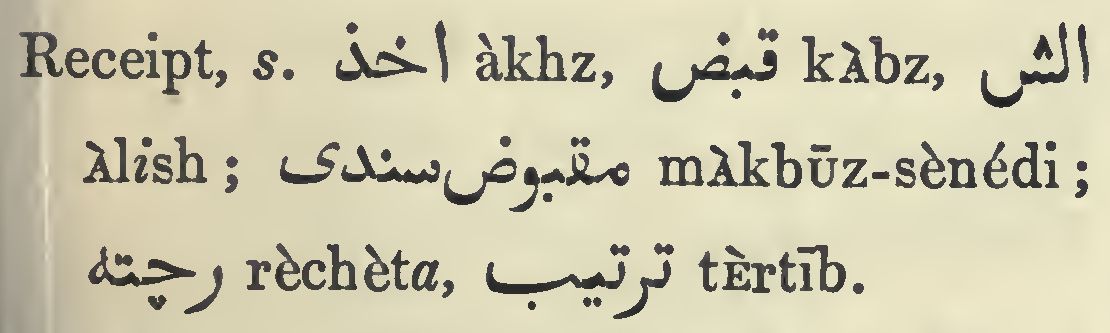 Receipt, s. اخذ àkhz, قبض kàbz, الش
àlish ; مقبوض سندی màkbūz-sènédi ;
رچته rèchèta, ترتیب tÈrtīb.